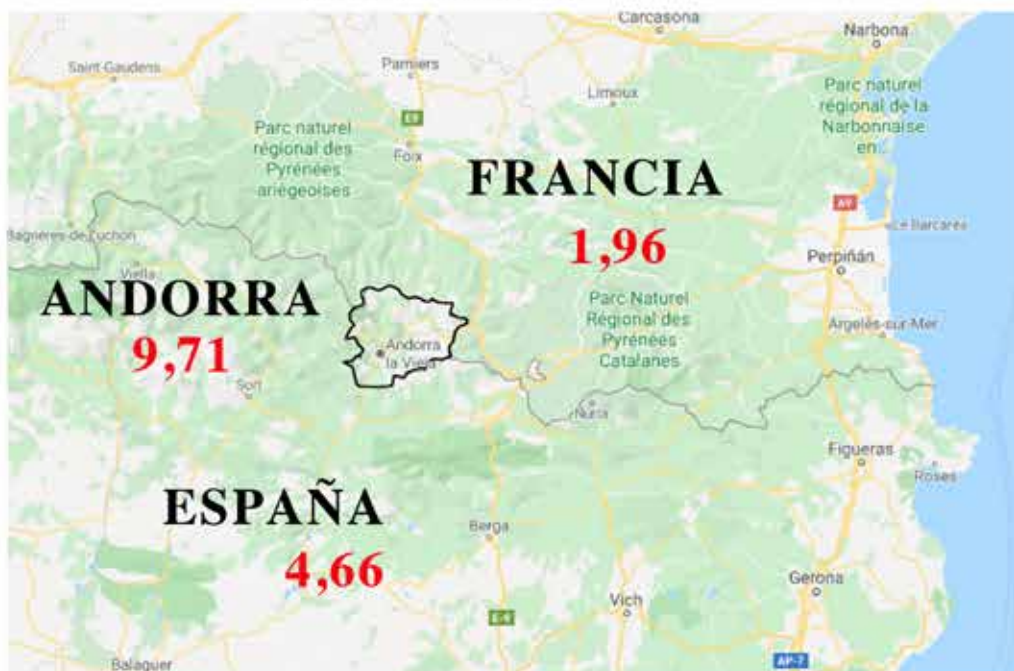 Carcasona
Narbona
Saint-Gaudens
Pamiers
Limoux
Parc naturel
régional de la
Narbonnaise
en...
E9
Parc naturel
régional des
Pyrénées
ariégeoises
Foix
FRANCIA
1,96
A9
Le Barcarès
Bagnères-de-Luchon
Viella
Perpiñán
ANDORRA
9,71
Parc Naturel
Régional des
Pyrénées
Catalanes
Argelès-sur-Mer
Andorra
la Vieja
Sort
Nuria
Figueras
Roses
ESPAÑA
4,66
Berga
Gerona
Vich
E-9
AP-7
Balaguer